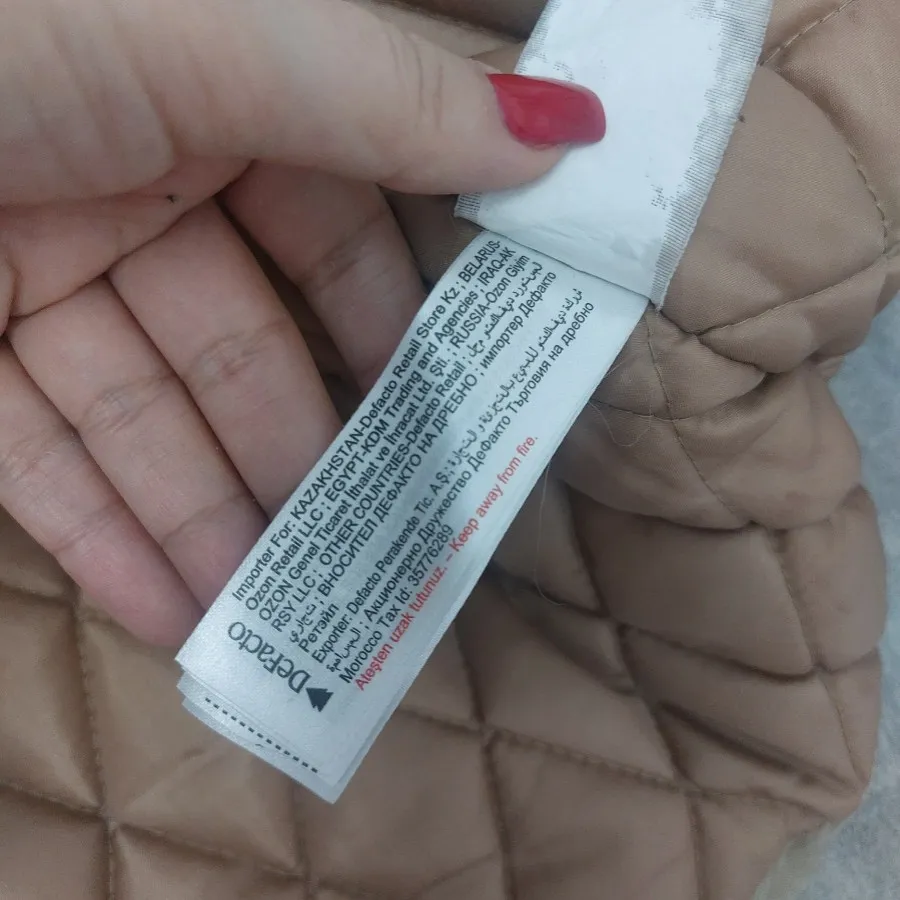 DeFacto
Importer For: KAZAKHSTAN-Defacto Retail Store Kz ; BELARUS-
Ozon Retail LLC ; EGYPT-KDM Trading and Agencies ; IRAQ-AK
OZON Genel Ticaret İthalat ve İhracat Ltd. Şti. ; RUSSIA-Ozon Giyim
RSY LLC ; OTHER COUNTRIES-Defacto Retail ;
; ВНОСИТЕЛ ДЕФАКТО НА ДРЕБНО ; импортер Дефакто
Ретэйл
Exporter: Defacto Perakende Tic. A.Ş.;
; Акционерно Дружество Дефакто Търговия на дребно
Morocco Tax Id: 35776289
Ateşten uzak tutunuz. – Keep away from fire.